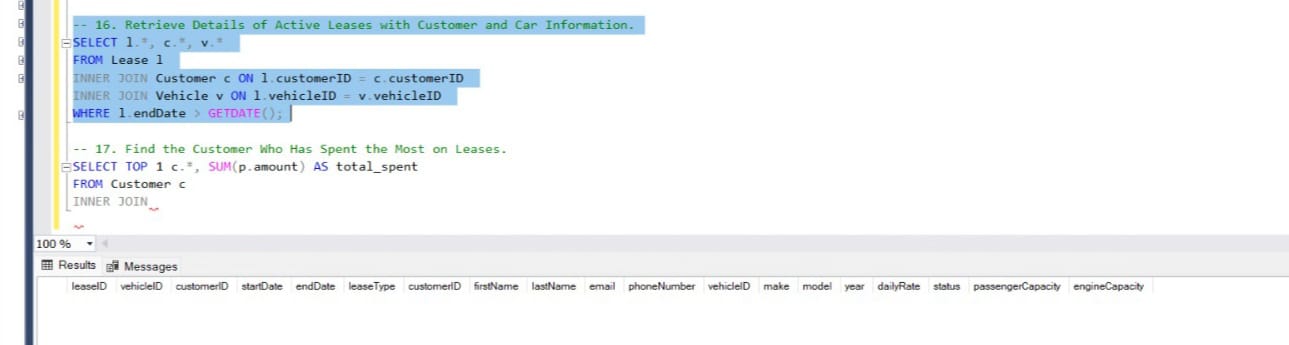 -- 16. Retrieve Details of Active Leases with Customer and Car Information.
SELECT l.*, c.*, v.*
FROM Lease l
INNER JOIN Customer c ON l.customerID = c.customerID
INNER JOIN Vehicle v ON l.vehicleID = v.vehicleID
WHERE l.endDate > GETDATE();
-- 17. Find the Customer Who Has Spent the Most on Leases.
SELECT TOP 1 c.*, SUM(p.amount) AS total_spent
FROM Customer c
INNER JOIN
100 %
Results Messages
leaseID vehicleID customerID startDate endDate leaseType customerID firstName lastName email phoneNumber vehicleID make model year dailyRate status passengerCapacity engineCapacity